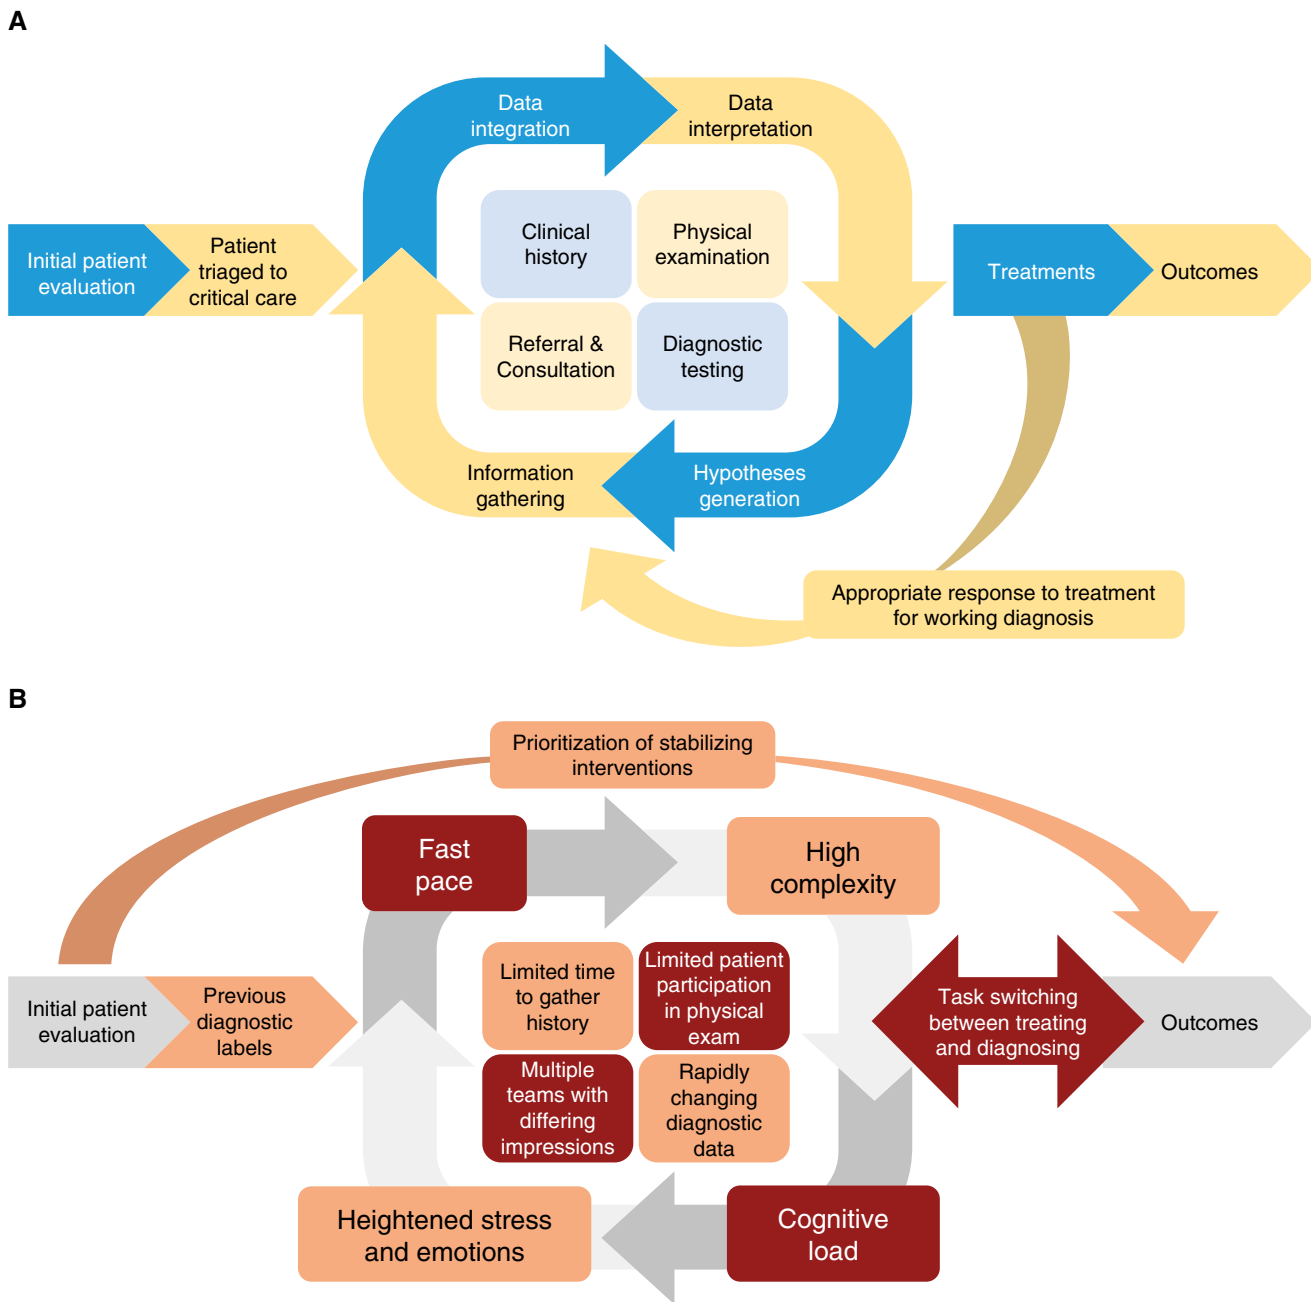 A
Data
integration
Data
interpretation
Clinical
history
Physical
examination
Initial patient
evaluation
Patient
triaged to
critical care
Treatments
Outcomes
Referral &
Consultation
Diagnostic
testing
Information
gathering
Hypotheses
generation
Appropriate response to treatment
for working diagnosis
B
Prioritization of stabilizing
interventions
Fast
pace
High
complexity
Limited time
to gather
history
Limited patient
participation
in physical
exam
Initial patient
evaluation
Previous
diagnostic
labels
Task switching
between treating
and diagnosing
Outcomes
Multiple
teams with
differing
impressions
Rapidly
changing
diagnostic
data
Heightened stress
and emotions
Cognitive
load